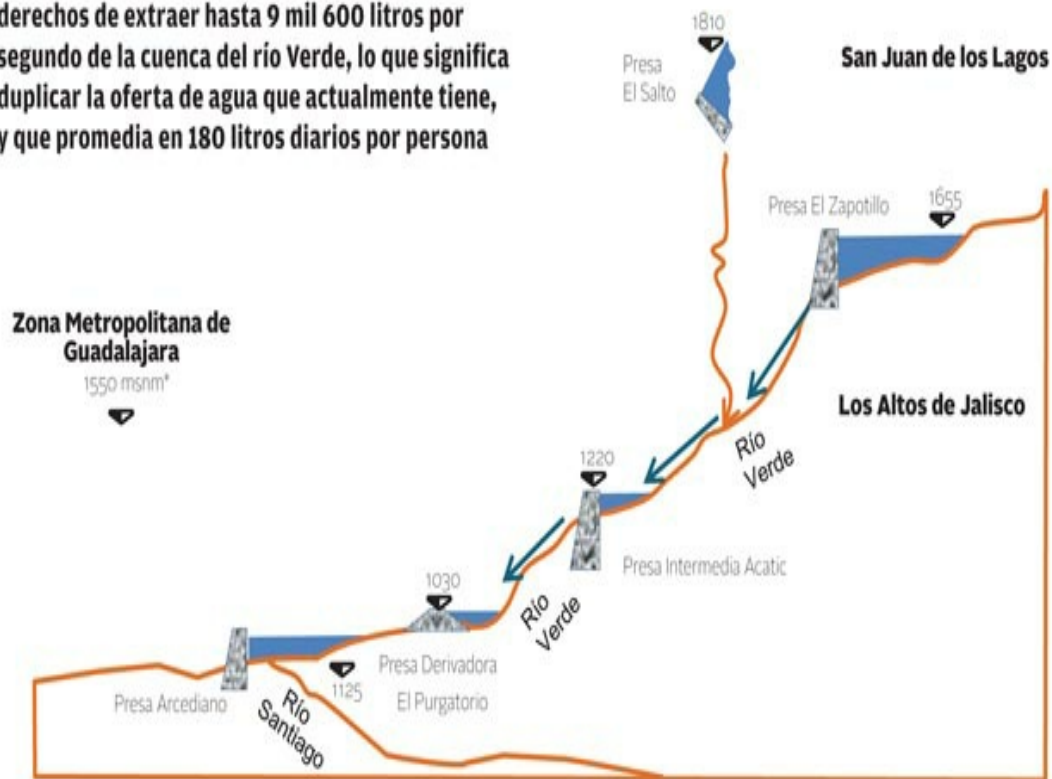 derechos de extraer hasta 9 mil 600 litros por
segundo de la cuenca del río Verde, lo que significa
duplicar la oferta de agua que actualmente tiene,
y que promedia en 180 litros diarios por persona
1810
Presa
El Salto
San Juan de los Lagos
Presa El Zapotillo
1655
Zona Metropolitana de
Guadalajara
1550 msnm*
Los Altos de Jalisco
Río
Verde
1220
Presa Intermedia Acatic
1030
Río
Verde
Presa Derivadora
El Purgatorio
1125
Presa Arcediano
Río
Santiago